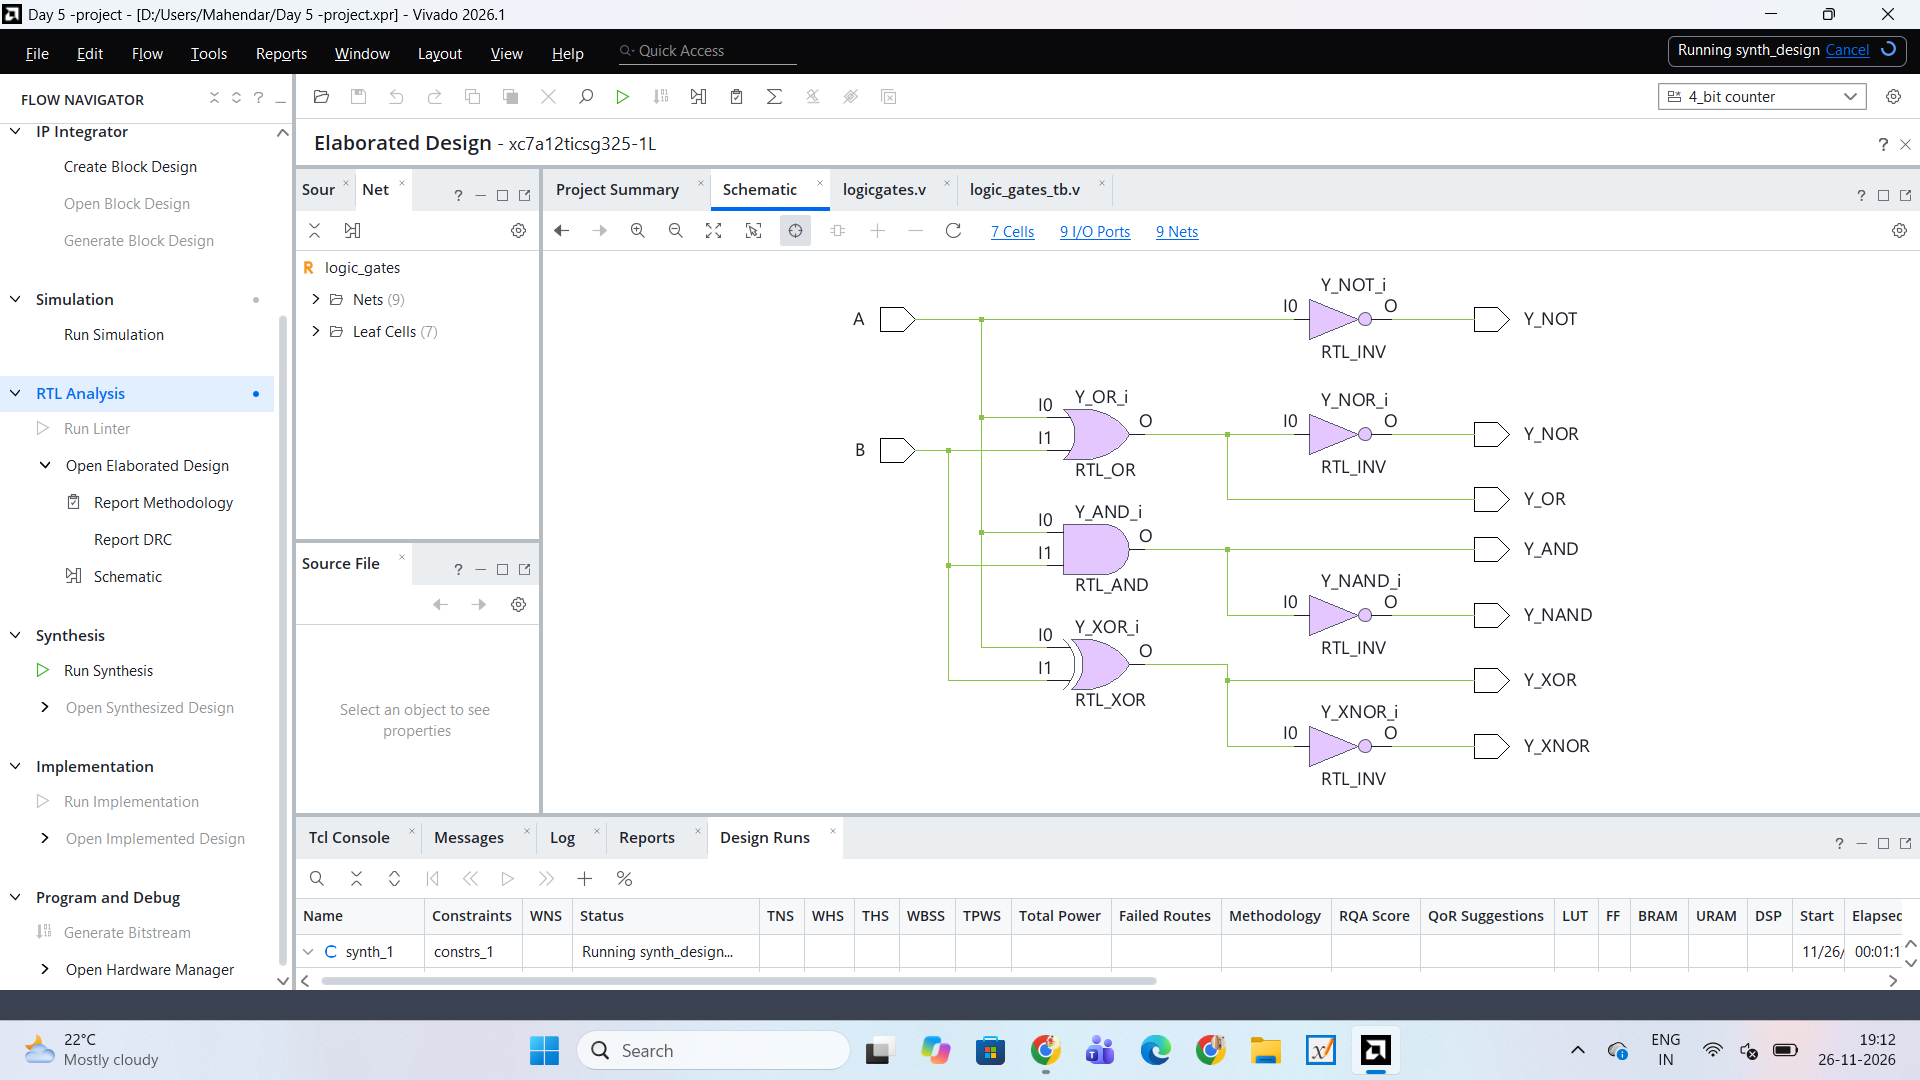 Day 5 -project - [D:/Users/Mahendar/Day 5 -project.xpr] - Vivado 2026.1
File Edit Flow Tools Reports Window Layout View Help Quick Access
Running synth_design Cancel
FLOW NAVIGATOR ?
4_bit counter
Elaborated Design - xc7a12ticsg325-1L
?
IP Integrator
Create Block Design
Open Block Design
Generate Block Design
Simulation
Run Simulation
RTL Analysis
Run Linter
Open Elaborated Design
Report Methodology
Report DRC
Schematic
Synthesis
Run Synthesis
Open Synthesized Design
Implementation
Run Implementation
Open Implemented Design
Program and Debug
Generate Bitstream
Open Hardware Manager
Sour Net ?
R logic_gates
Nets (9)
Leaf Cells (7)
Source File ?
Select an object to see
properties
Project Summary Schematic logicgates.v logic_gates_tb.v ?
7 Cells 9 I/O Ports 9 Nets
Y_NOT_i
I0 O
A Y_NOT
RTL_INV
Y_OR_i Y_NOR_i
I0 O I0 O
I1 Y_NOR
B
RTL_OR RTL_INV
Y_OR
Y_AND_i
I0 O
I1 Y_AND
RTL_AND Y_NAND_i
I0 O
Y_NAND
Y_XOR_i
I0 O RTL_INV
I1 Y_XOR
RTL_XOR Y_XNOR_i
I0 O
Y_XNOR
RTL_INV
Tcl Console Messages Log Reports Design Runs ?
Name Constraints WNS Status TNS WHS THS WBSS TPWS Total Power Failed Routes Methodology RQA Score QoR Suggestions LUT FF BRAM URAM DSP Start Elapsed
synth_1 constrs_1 Running synth_design... 11/26/ 00:01:1
22°C
Mostly cloudy
Search
ENG
IN
19:12
26-11-2026